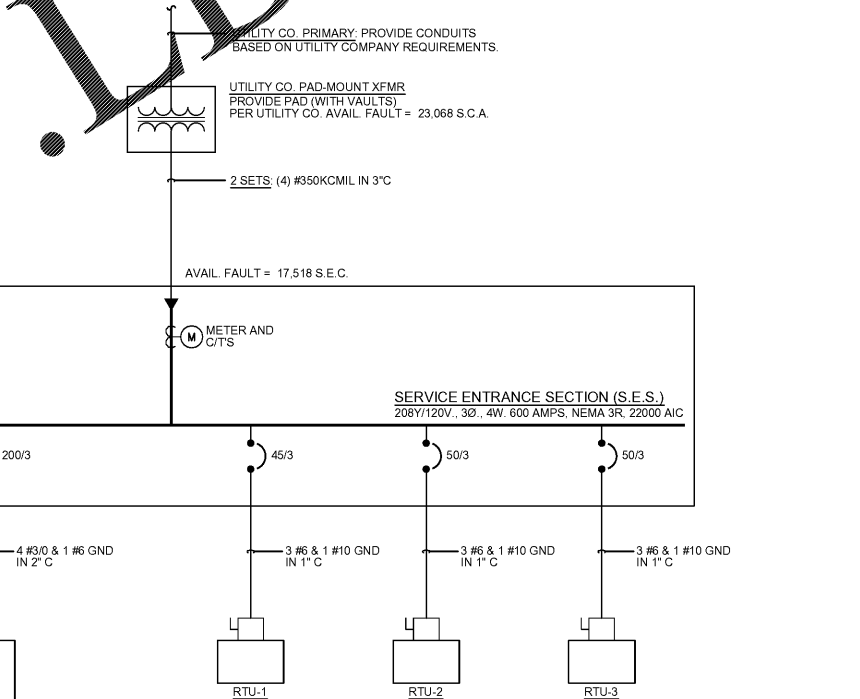 UTILITY CO. PRIMARY: PROVIDE CONDUITS
BASED ON UTILITY COMPANY REQUIREMENTS.
UTILITY CO. PAD-MOUNT XFMR
PROVIDE PAD (WITH VAULTS)
PER UTILITY CO. AVAIL. FAULT = 23,068 S.C.A.
2 SETS: (4) #350KCMIL IN 3"C
AVAIL. FAULT = 17,518 S.E.C.
M
METER AND
C/T'S
SERVICE ENTRANCE SECTION (S.E.S.)
208Y/120V., 3Ø., 4W. 600 AMPS, NEMA 3R, 22000 AIC
200/3
45/3
50/3
50/3
4 #3/0 & 1 #6 GND
IN 2" C
3 #6 & 1 #10 GND
IN 1" C
3 #6 & 1 #10 GND
IN 1" C
3 #6 & 1 #10 GND
IN 1" C
RTU-1
RTU-2
RTU-3